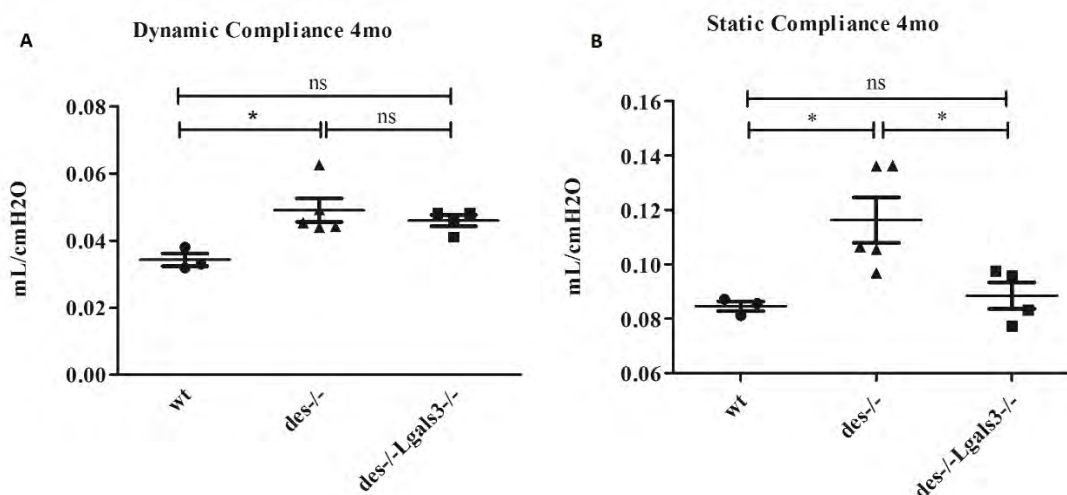 A
Dynamic Compliance 4mo
ns
*
ns
0.08
0.06
0.04
0.02
0.00
mL/cmH2O
wt
des-/-
des-/-Lgals3-/-
B
Static Compliance 4mo
ns
*
*
0.16
0.14
0.12
0.10
0.08
0.06
mL/cmH2O
wt
des-/-
des-/-Lgals3-/-